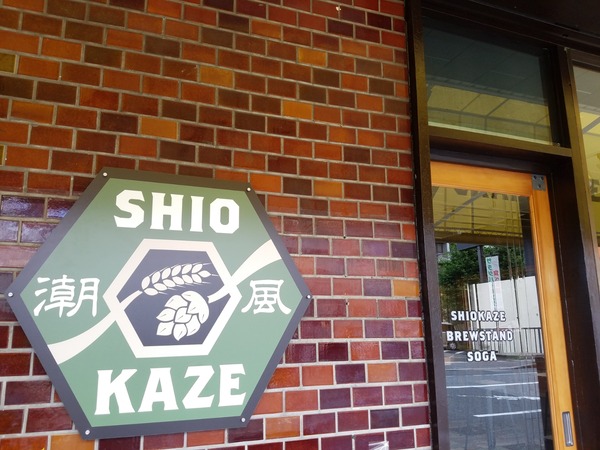 SHIO
潮 風
KAZE
SHIOKAZE
BREWSTAND
SOGA